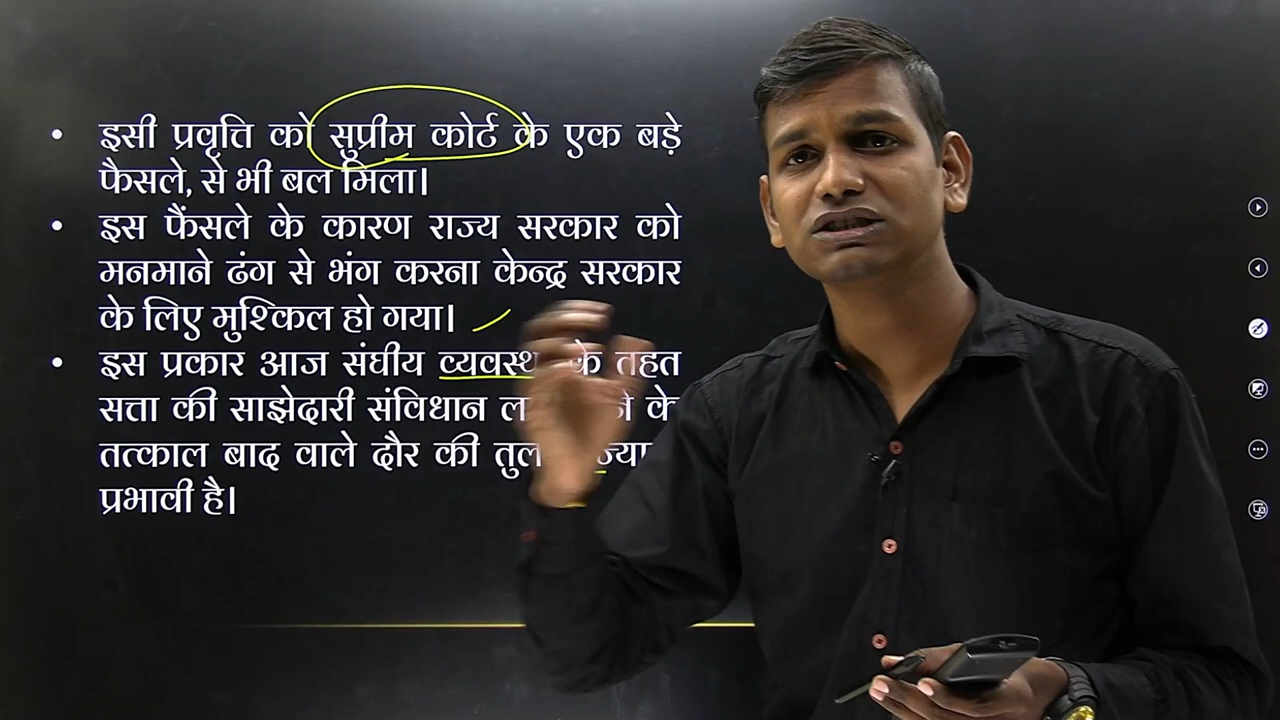 इसी प्रवृत्ति को सुप्रीम कोर्ट के एक बड़े
फैसले, से भी बल मिला।
इस फैंसले के कारण राज्य सरकार को
मनमाने ढंग से भंग करना केन्द्र सरकार
के लिए मुश्किल हो गया।
इस प्रकार आज संघीय के तहत
सत्ता की साझेदारी संविधान के
तत्काल बाद वाले दौर की
प्रभावी है।